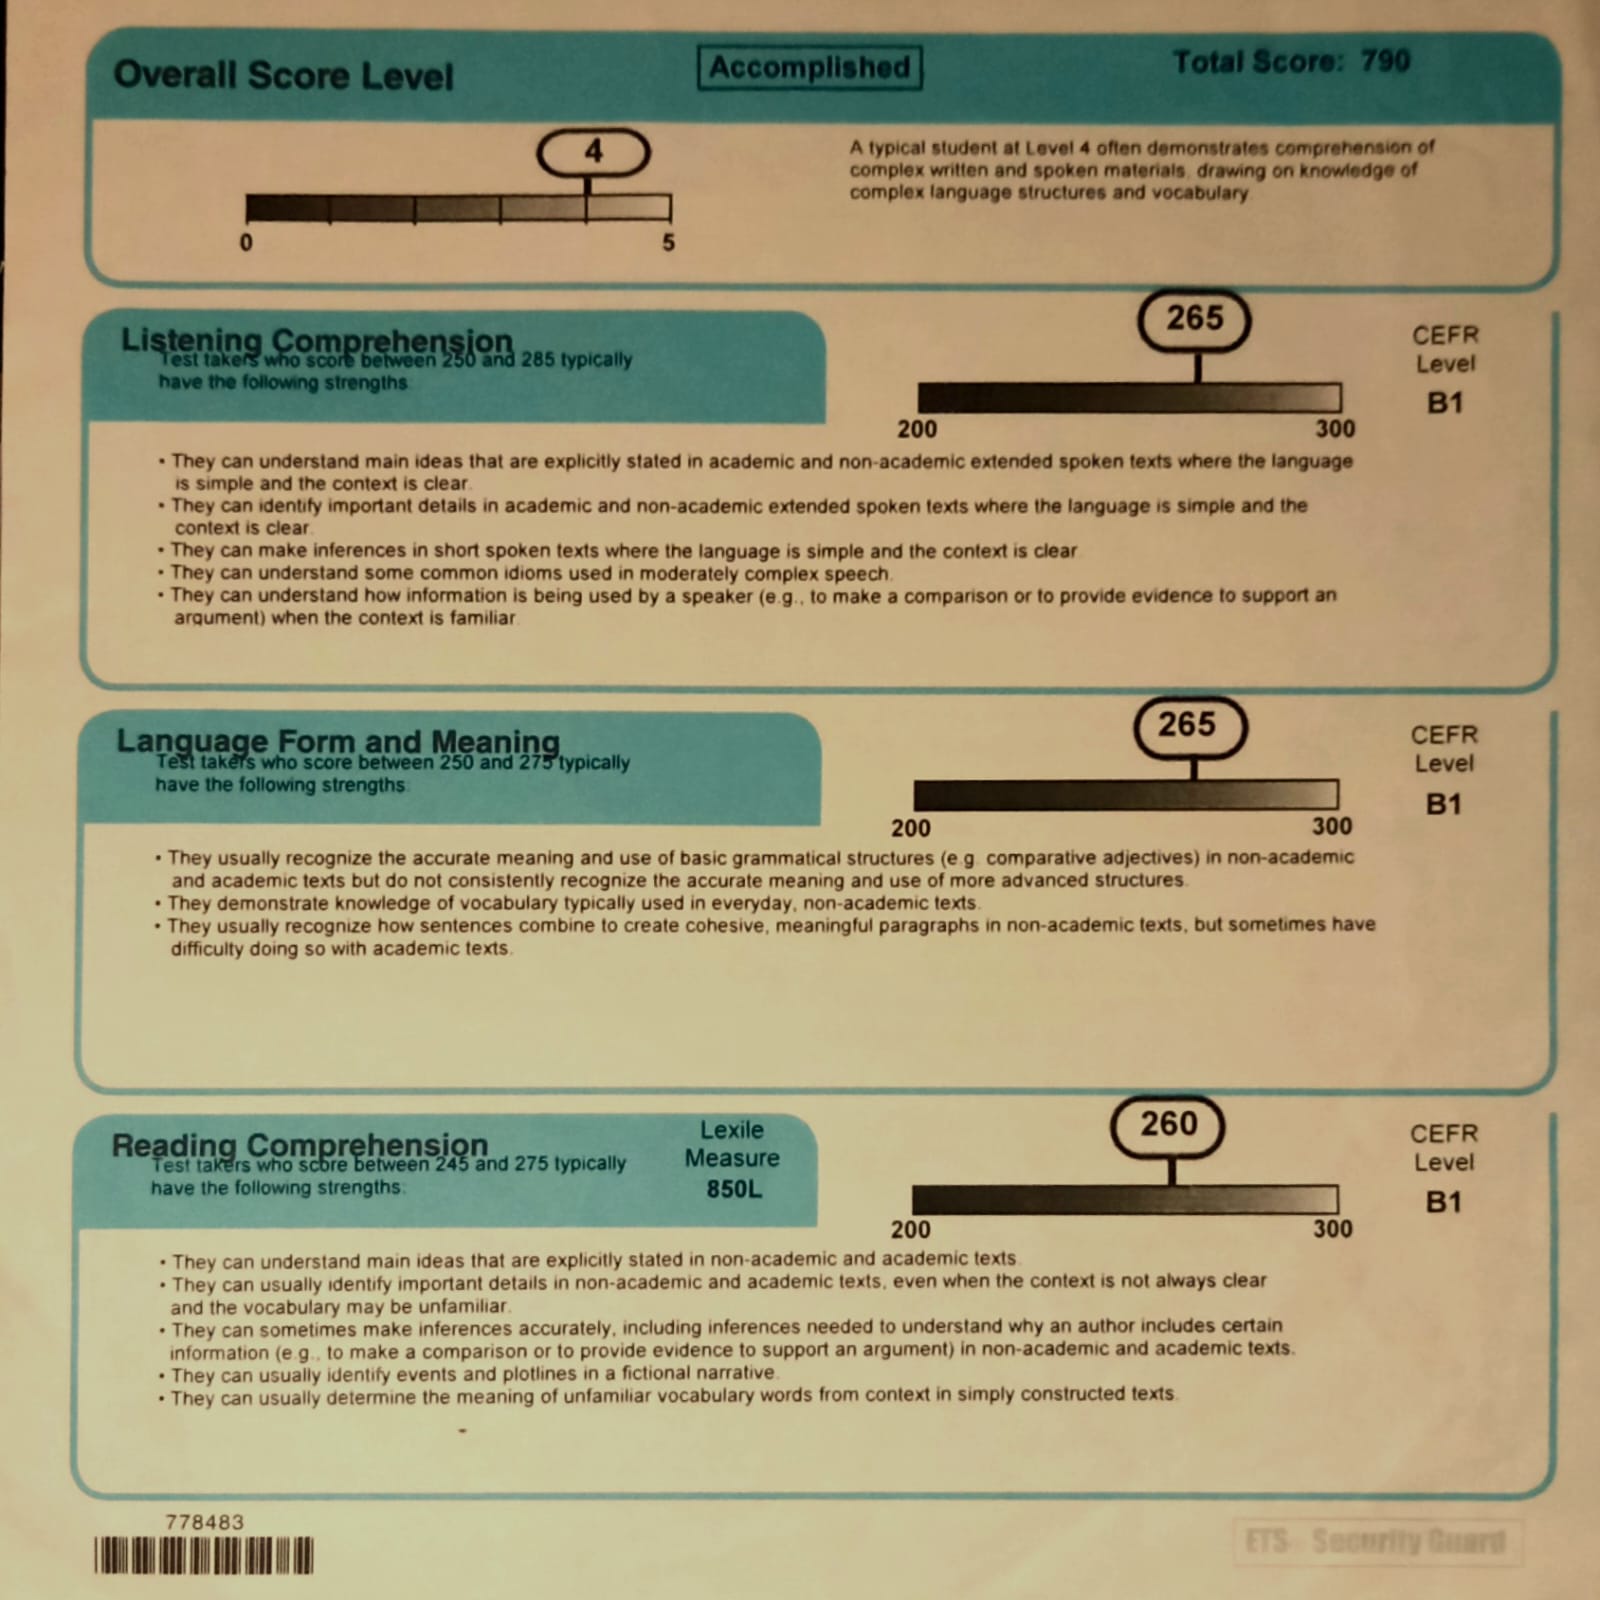 Overall Score Level
Accomplished
Total Score: 790
4
0
5
A typical student at Level 4 often demonstrates comprehension of
complex written and spoken materials, drawing on knowledge of
complex language structures and vocabulary
Listening Comprehension
Test takers who score between 250 and 285 typically
have the following strengths:
265
200
300
CEFR
Level
B1
• They can understand main ideas that are explicitly stated in academic and non-academic extended spoken texts where the language
is simple and the context is clear.
• They can identify important details in academic and non-academic extended spoken texts where the language is simple and the
context is clear.
• They can make inferences in short spoken texts where the language is simple and the context is clear
• They can understand some common idioms used in moderately complex speech.
• They can understand how information is being used by a speaker (e.g., to make a comparison or to provide evidence to support an
argument) when the context is familiar.
Language Form and Meaning
Test takers who score between 250 and 275 typically
have the following strengths:
265
200
300
CEFR
Level
B1
• They usually recognize the accurate meaning and use of basic grammatical structures (e.g. comparative adjectives) in non-academic
and academic texts but do not consistently recognize the accurate meaning and use of more advanced structures.
• They demonstrate knowledge of vocabulary typically used in everyday, non-academic texts.
• They usually recognize how sentences combine to create cohesive, meaningful paragraphs in non-academic texts, but sometimes have
difficulty doing so with academic texts.
Reading Comprehension
Test takers who score between 245 and 275 typically
have the following strengths:
Lexile
Measure
850L
260
200
300
CEFR
Level
B1
• They can understand main ideas that are explicitly stated in non-academic and academic texts
• They can usually identify important details in non-academic and academic texts, even when the context is not always clear
and the vocabulary may be unfamiliar.
• They can sometimes make inferences accurately, including inferences needed to understand why an author includes certain
information (e.g., to make a comparison or to provide evidence to support an argument) in non-academic and academic texts.
• They can usually identify events and plotlines in a fictional narrative.
• They can usually determine the meaning of unfamiliar vocabulary words from context in simply constructed texts.
778483
ETS Security Guard